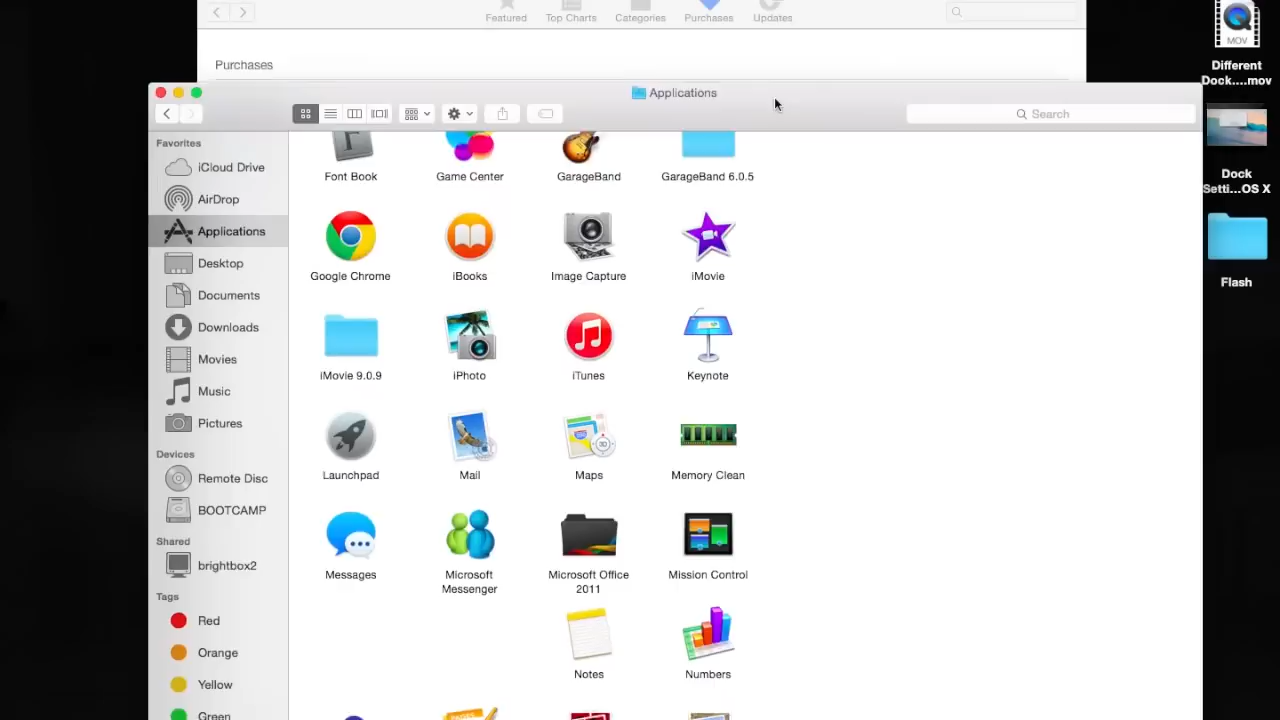 Featured
Top Charts
Categories
Purchases
Updates
Purchases
Applications
Search
Favorites
iCloud Drive
AirDrop
Applications
Desktop
Documents
Downloads
Movies
Music
Pictures
Devices
Remote Disc
BOOTCAMP
Shared
brightbox2
Tags
Red
Orange
Yellow
Green
F
Font Book
Game Center
GarageBand
GarageBand 6.0.5
Google Chrome
iBooks
Image Capture
iMovie
iMovie 9.0.9
iPhoto
iTunes
Keynote
Launchpad
Mail
3D
Maps
Memory Clean
Messages
Microsoft
Messenger
Microsoft Office
2011
Mission Control
Notes
Numbers
MOV
Different
Dock....mov
Dock
Setti...OS X
Flash